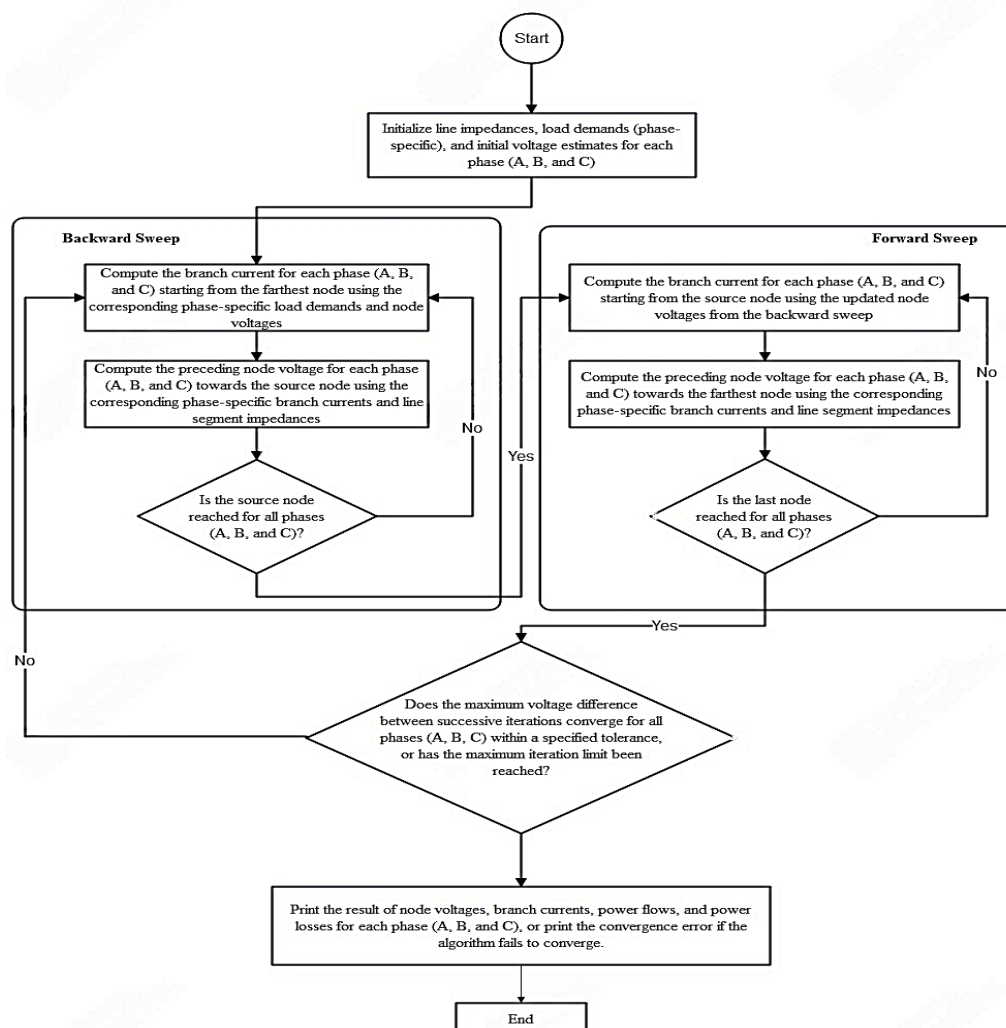 Start
Initialize line impedances, load demands (phase-
specific), and initial voltage estimates for each
phase (A, B, and C)
Backward Sweep
Compute the branch current for each phase (A, B,
and C) starting from the farthest node using the
corresponding phase-specific load demands and node
voltages
Compute the preceding node voltage for each phase
(A, B, and C) towards the source node using the
corresponding phase-specific branch currents and line
segment impedances
No
Is the source node
reached for all phases
(A, B, and C)?
Yes
Forward Sweep
Compute the branch current for each phase (A, B, and C)
starting from the source node using the updated node
voltages from the backward sweep
Compute the preceding node voltage for each phase (A, B,
and C) towards the farthest node using the corresponding
phase-specific branch currents and line segment impedances
No
Is the last node
reached for all phases
(A, B, and C)?
Yes
No
Does the maximum voltage difference
between successive iterations converge for all
phases (A, B, C) within a specified tolerance,
or has the maximum iteration limit been
reached?
Print the result of node voltages, branch currents, power flows, and power
losses for each phase (A, B, and C), or print the convergence error if the
algorithm fails to converge.
End